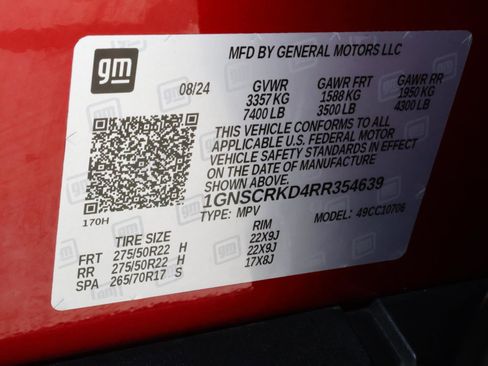 gm
MFD BY GENERAL MOTORS LLC
08/24 GVWR GAWR FRT GAWR RR
3357 KG 1588 KG 1950 KG
7400 LB 3500 LB 4300 LB
THIS VEHICLE CONFORMS TO ALL
APPLICABLE U.S. FEDERAL MOTOR
VEHICLE SAFETY STANDARDS IN EFFECT
ON THE DATE OF MANUFACTURE
SHOWN ABOVE.
1GNSCRKD4RR354639
170H TYPE: MPV MODEL: 49CC10706
TIRE SIZE RIM
FRT 275/50R22 H 22X9J
RR 275/50R22 H 22X9J
SPA 265/70R17 S 17X8J